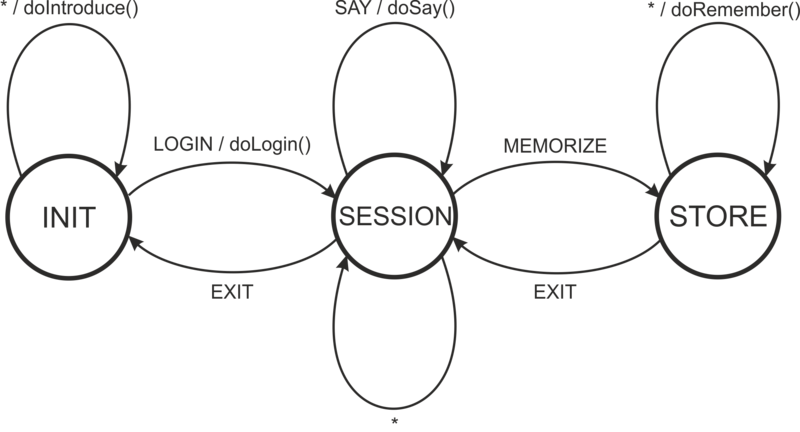 * / doIntroduce()
SAY / doSay()
* / doRemember()
LOGIN / doLogin()
MEMORIZE
INIT
SESSION
STORE
EXIT
EXIT
*